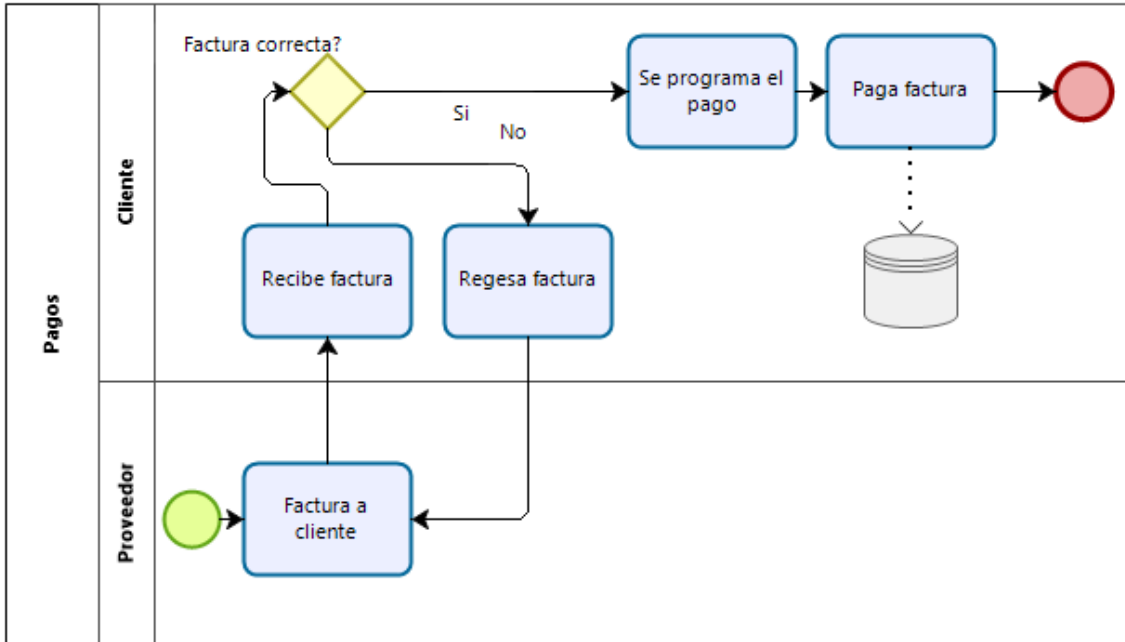 Pagos
Cliente
Factura correcta?
Si
No
Se programa el
pago
Paga factura
Recibe factura
Regesa factura
Proveedor
Factura a
cliente